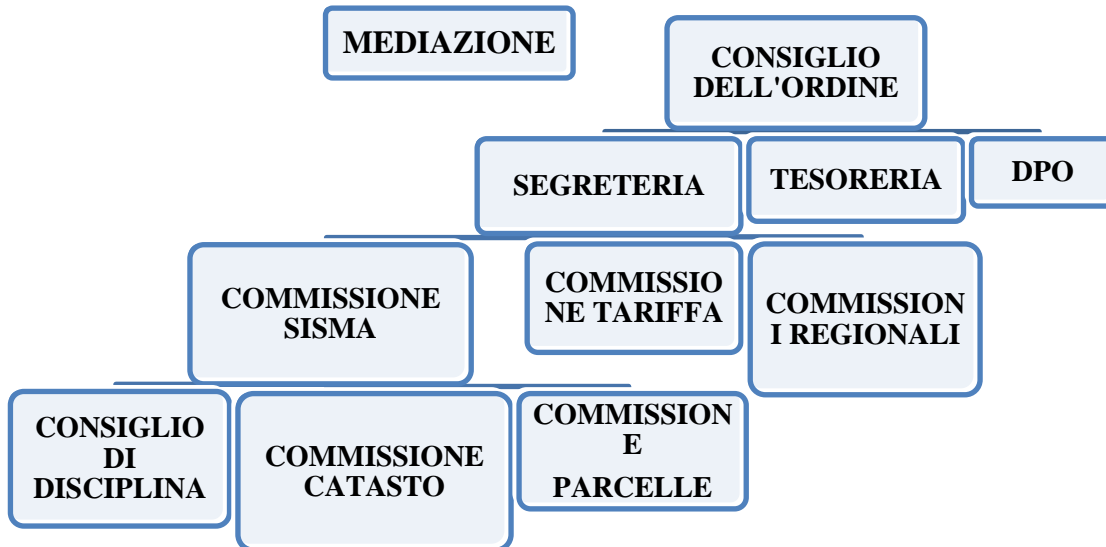 MEDIAZIONE
CONSIGLIO
DELL'ORDINE
SEGRETERIA
TESORERIA
DPO
COMMISSIONE
SISMA
COMMISSIO
NE TARIFFA
COMMISSION
I REGIONALI
CONSIGLIO
DI
DISCIPLINA
COMMISSIONE
CATASTO
COMMISSION
E
PARCELLE